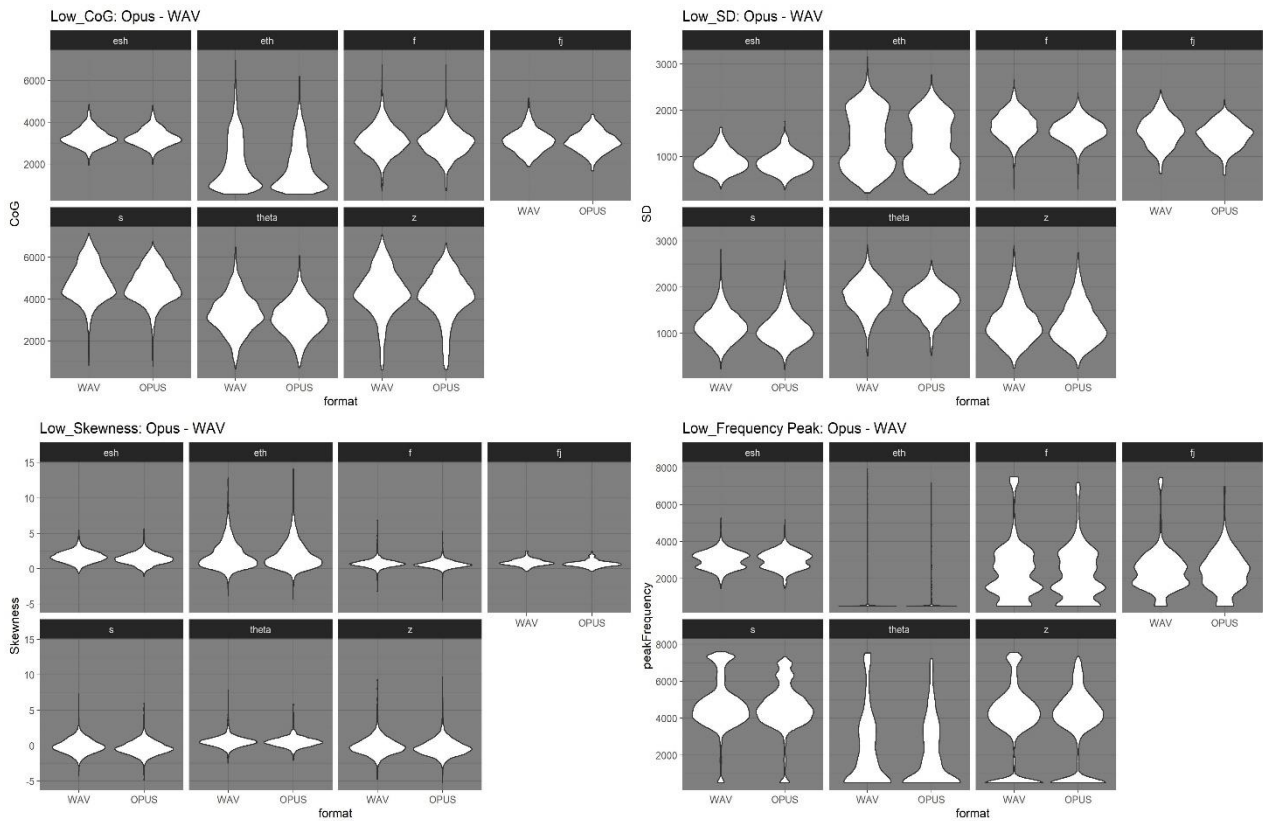 Low_CoG: Opus - WAV
esh eth f fj
6000
4000
2000
WAV OPUS
s theta z
6000
4000
2000
CoG
WAV OPUS WAV OPUS WAV OPUS
format
Low_SD: Opus - WAV
esh eth f fj
3000
2000
1000
WAV OPUS
s theta z
3000
2000
1000
SD
WAV OPUS WAV OPUS WAV OPUS
format
Low_Skewness: Opus - WAV
esh eth f fj
15
10
5
0
-5
WAV OPUS
s theta z
15
10
5
0
-5
Skewness
WAV OPUS WAV OPUS WAV OPUS
format
Low_Frequency Peak: Opus - WAV
esh eth f fj
8000
6000
4000
2000
WAV OPUS
s theta z
8000
6000
4000
2000
peakFrequency
WAV OPUS WAV OPUS WAV OPUS
format